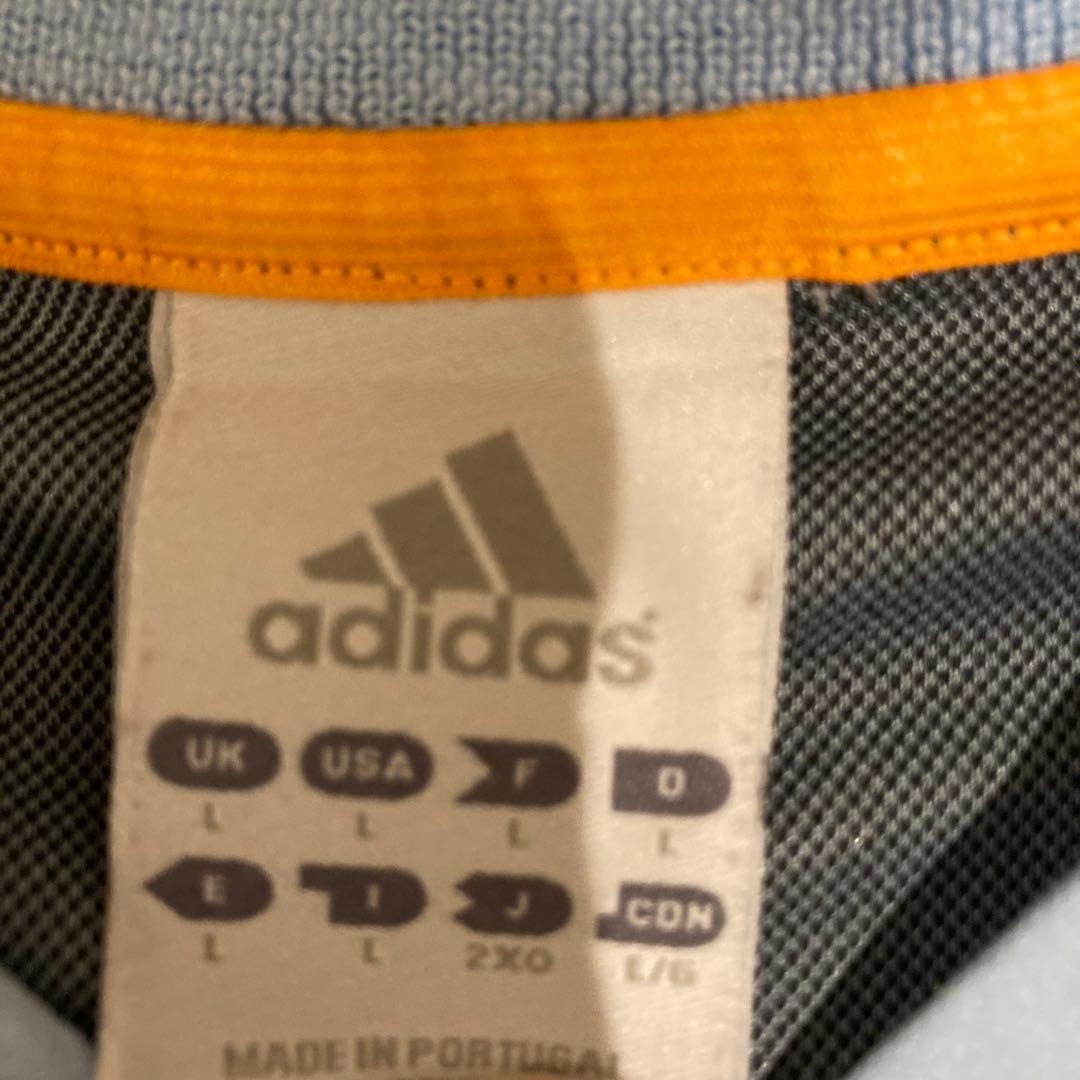 adidas
UK USA F D
L L L L
E I J CDN
L L 2XO L/G
MADE IN PORTUGAL